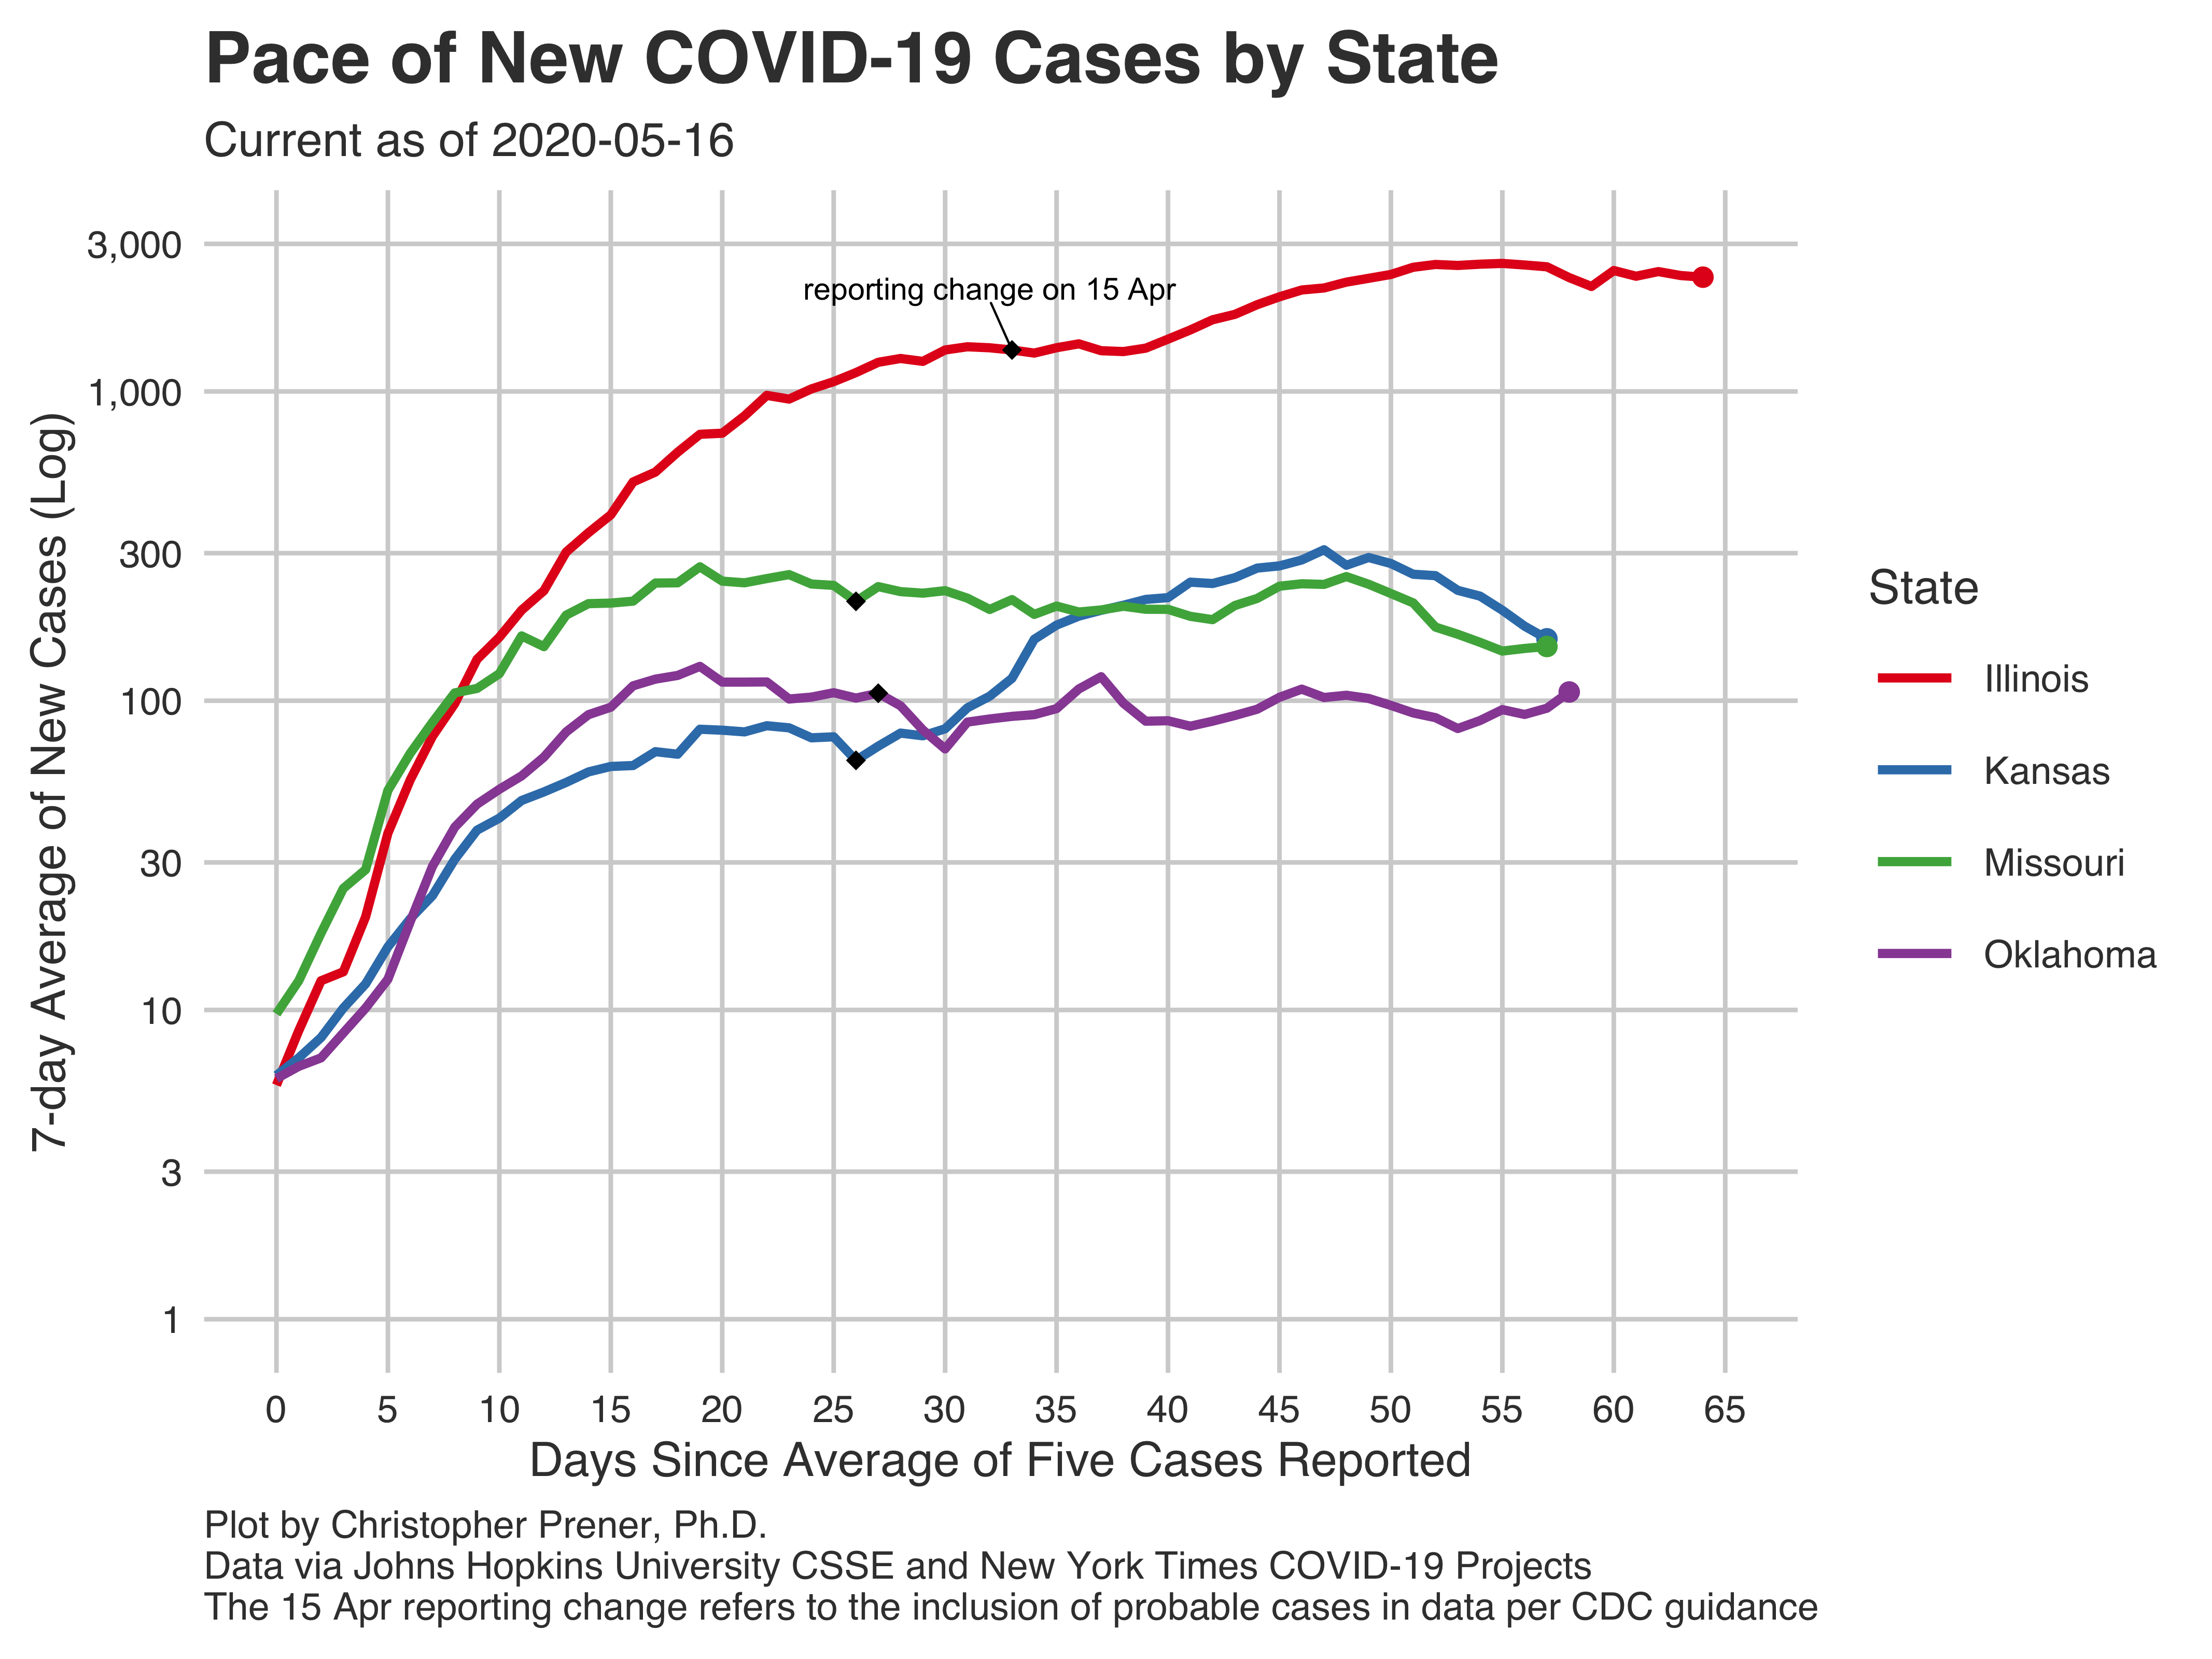 Pace of New COVID-19 Cases by State
Current as of 2020-05-16
7-day Average of New Cases (Log)
3,000
1,000
300
100
30
10
3
1
reporting change on 15 Apr
0 5 10 15 20 25 30 35 40 45 50 55 60 65
Days Since Average of Five Cases Reported
State
Illinois
Kansas
Missouri
Oklahoma
Plot by Christopher Prener, Ph.D.
Data via Johns Hopkins University CSSE and New York Times COVID-19 Projects
The 15 Apr reporting change refers to the inclusion of probable cases in data per CDC guidance